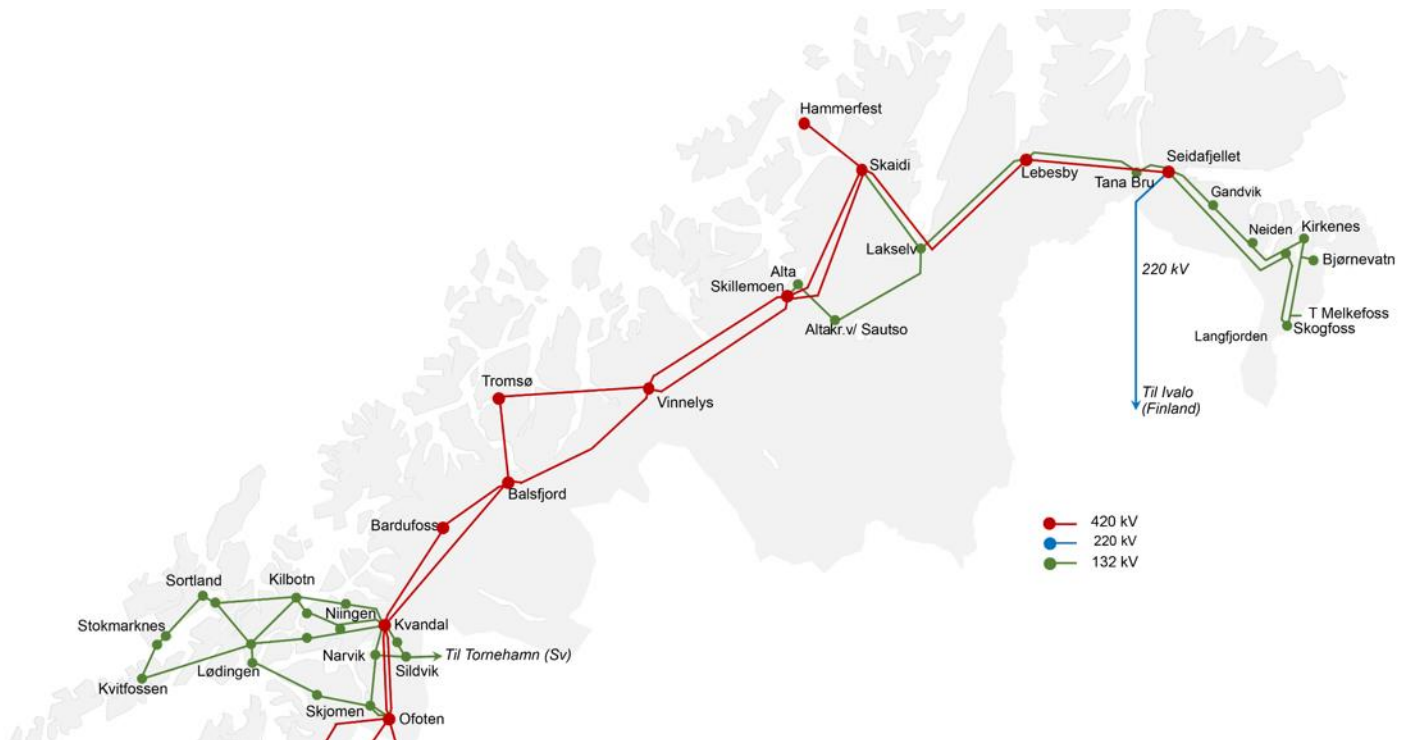 Hammerfest
Skaidi
Seidafjellet
Lebesby
Tana Bru
Gandvik
Neiden
Kirkenes
Lakselv
Bjørnevatn
Alta
Skillemoen
220 kV
T Melkefoss
Altakr.v/ Sautso
Langfjorden
Skogfoss
Tromsø
Til Ivalo
(Finland)
Vinnelys
Balsfjord
Bardufoss
420 kV
220 kV
132 kV
Sortland
Kilbotn
Niingen
Stokmarknes
Kvandal
Narvik
Til Tornehamn (Sv)
Lødingen
Sildvik
Kvitfossen
Skjomen
Ofoten